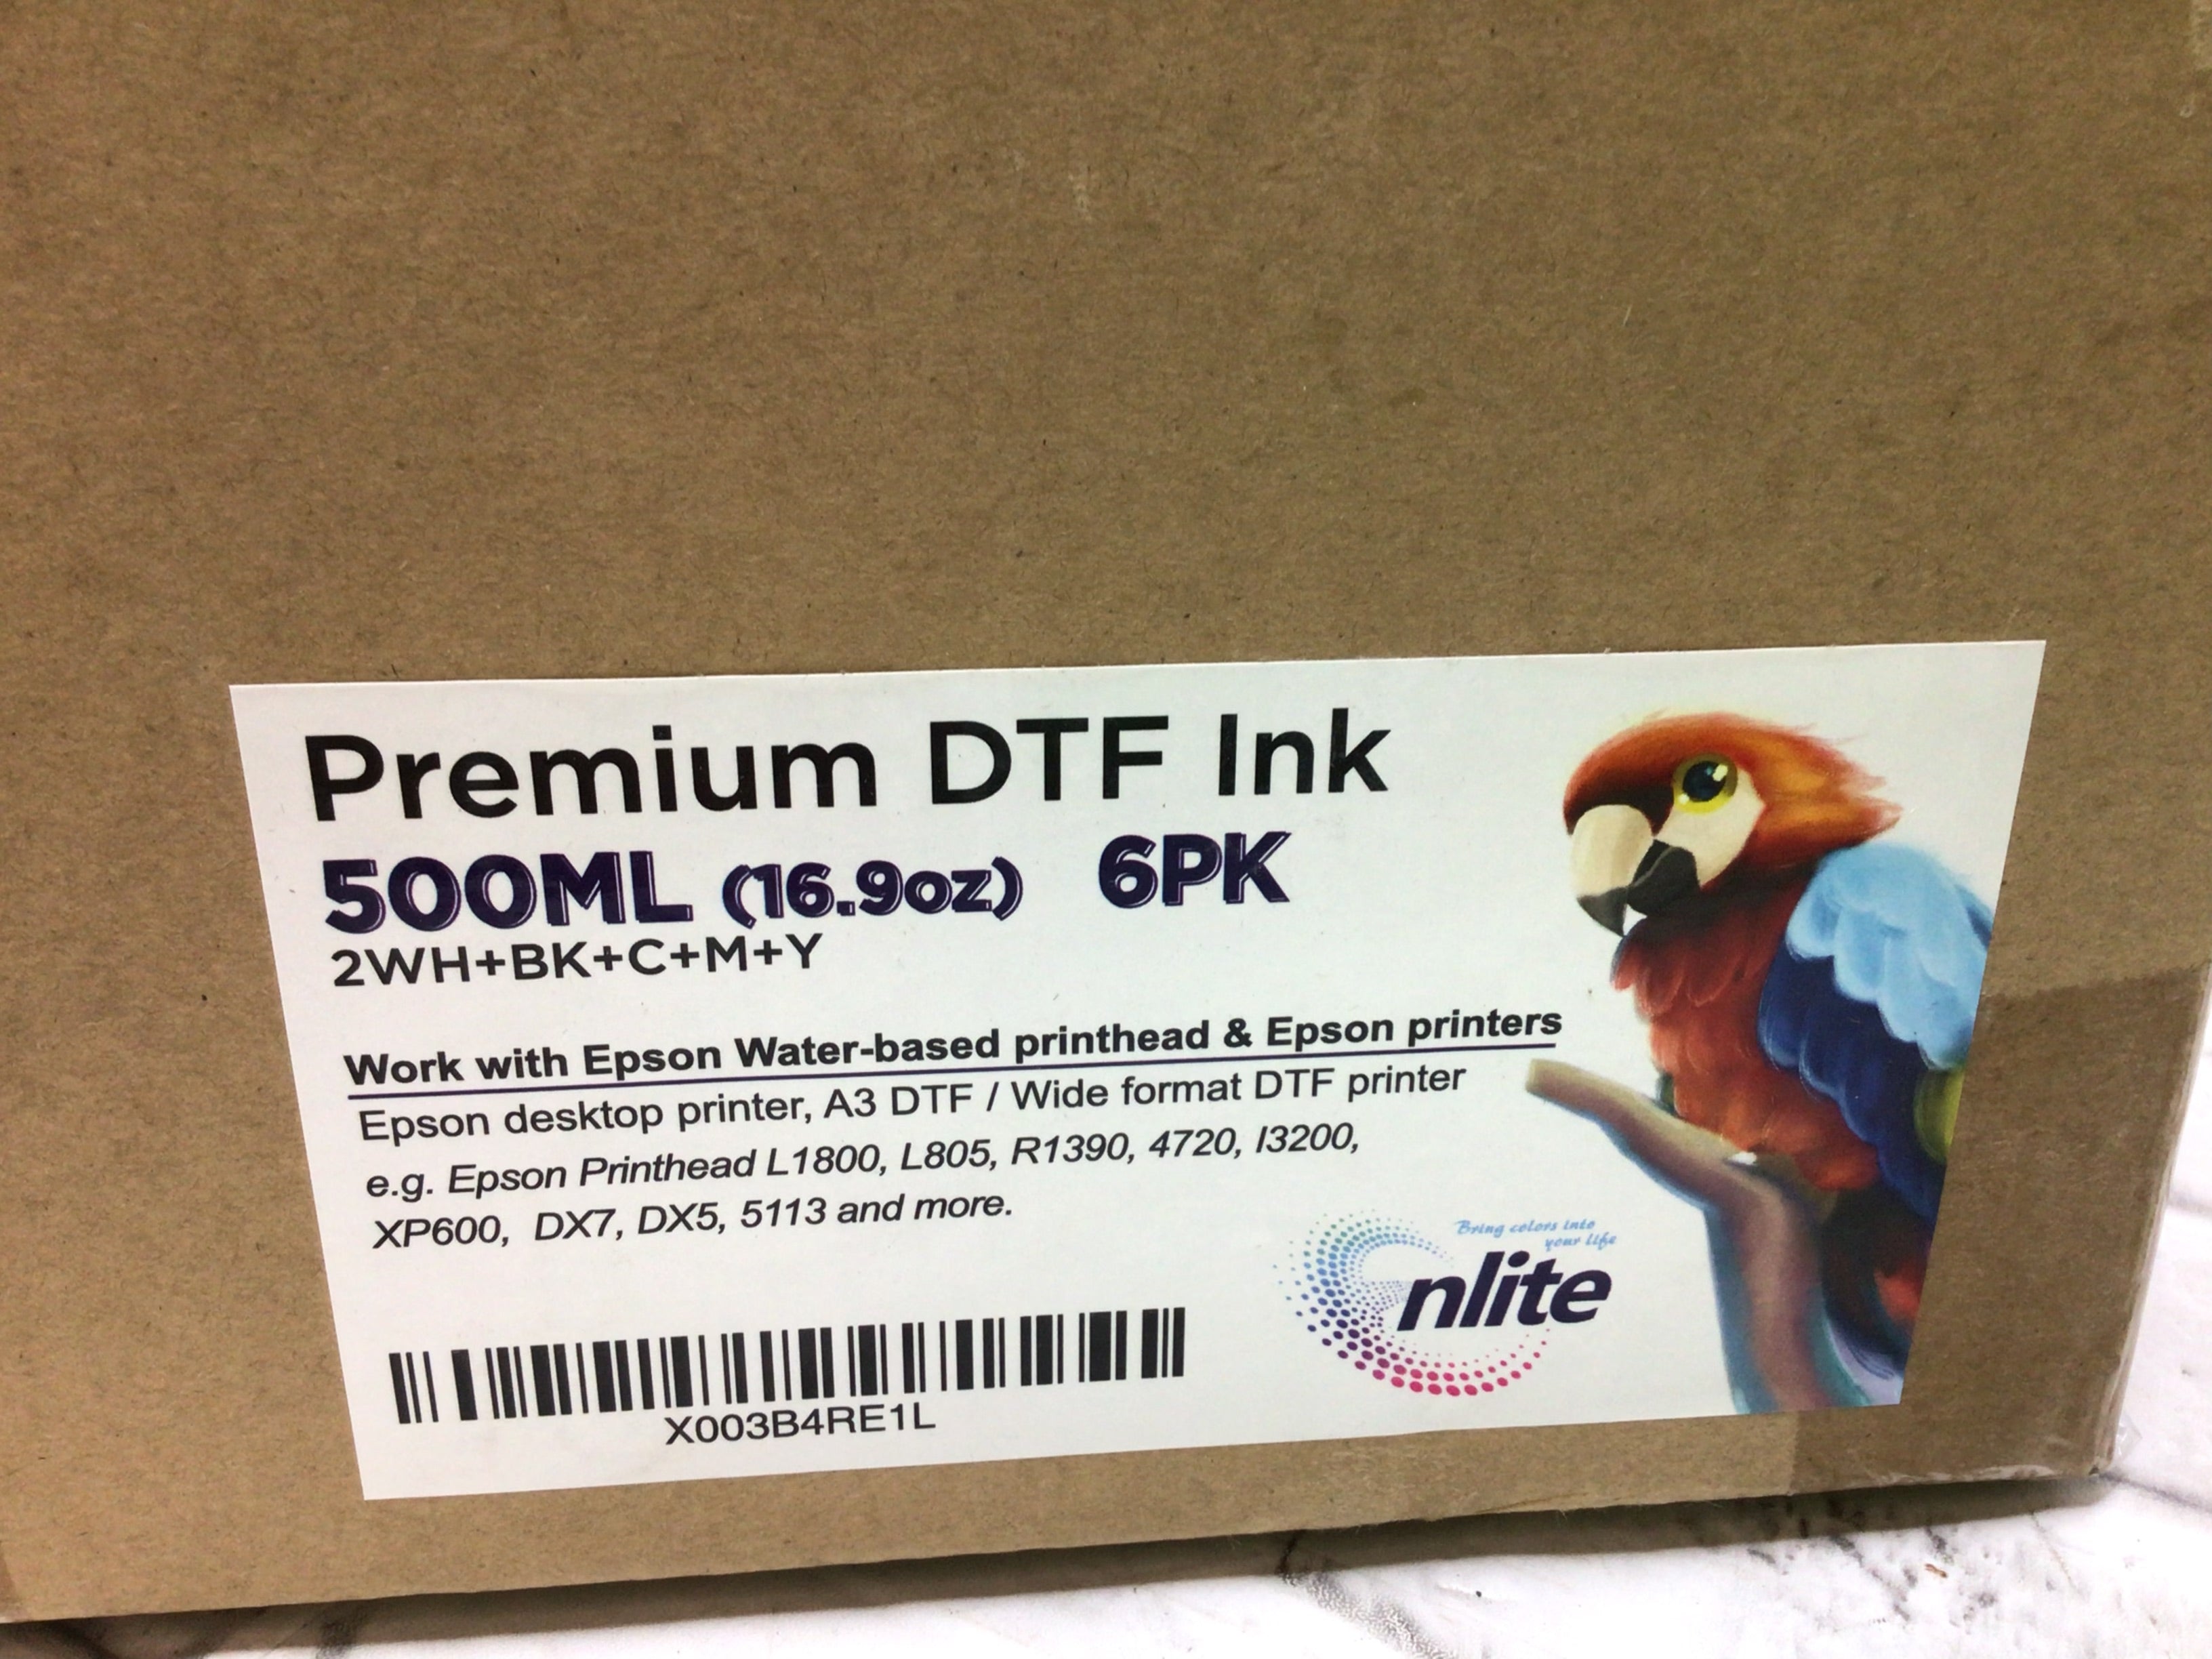 Premium DTF Ink
500ML (16.9oz) 6PK
2WH+BK+C+M+Y
Work with Epson Water-based printhead & Epson printers
Epson desktop printer, A3 DTF / Wide format DTF printer
e.g. Epson Printhead L1800, L805, R1390, 4720, I3200,
XP600, DX7, DX5, 5113 and more.
Bring colors into
your life
nlite
X003B4RE1L